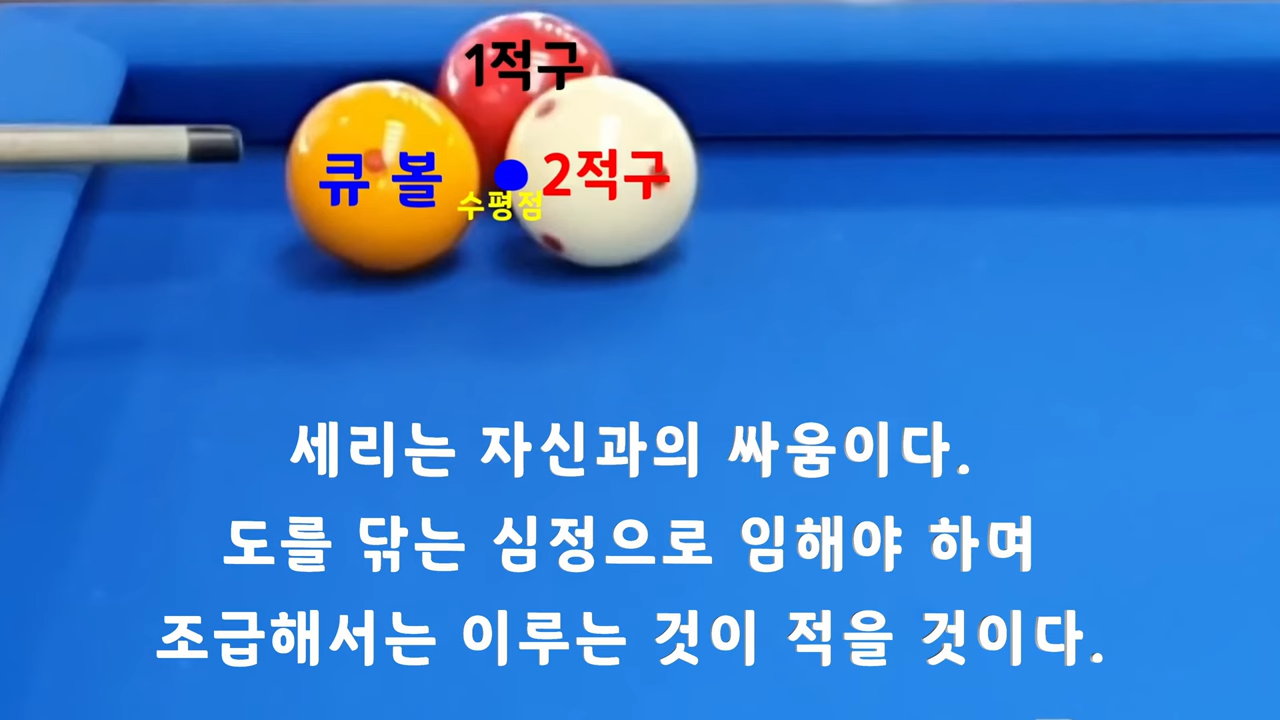 1적구
큐 볼
2적구
수평점
세리는 자신과의 싸움이다.
도를 닦는 심정으로 임해야 하며
조급해서는 이루는 것이 적을 것이다.